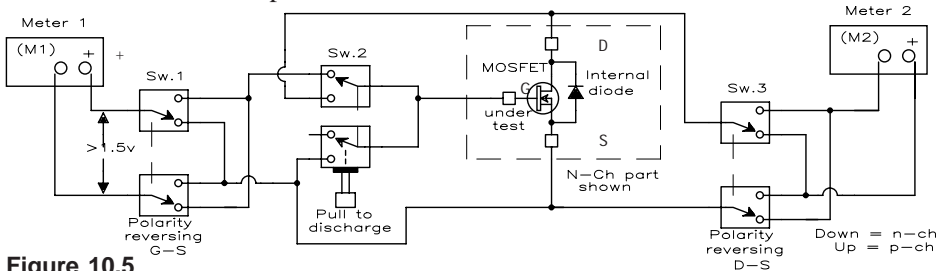 Meter 1
(M1) +
+
Sw.1
Sw.2
>1.5v
Polarity
reversing
G–S
Pull to
discharge
MOSFET
G
under
test
D
Internal
diode
S
N–Ch part
shown
Meter 2
(M2) +
Sw.3
Polarity
reversing
D–S
Down = n–ch
Up = p–ch
Figure 10.5